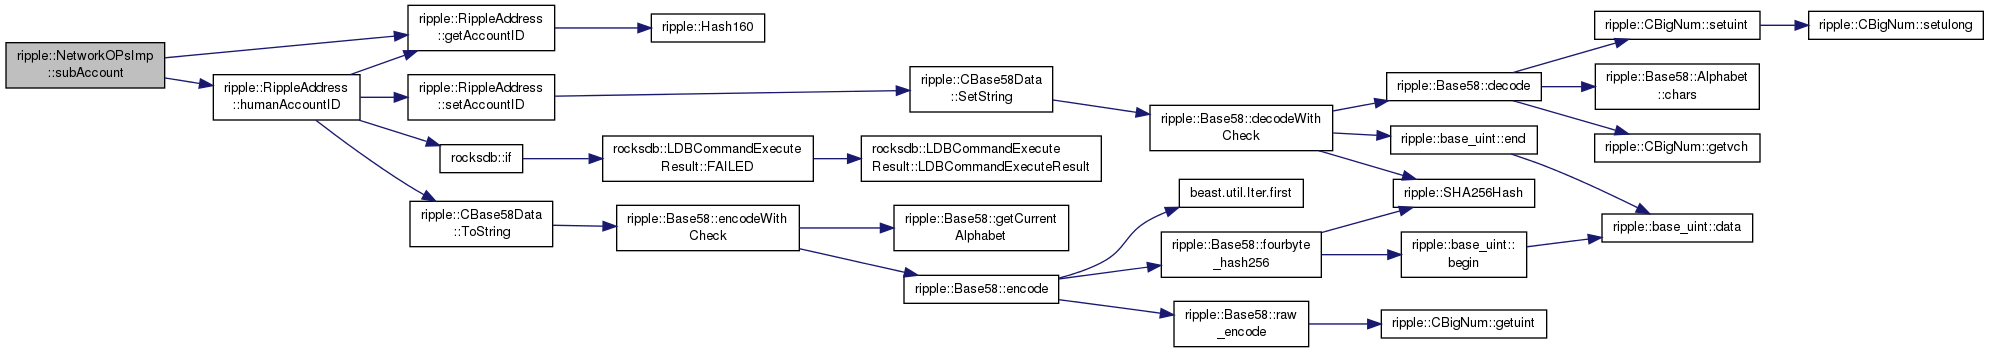 ripple::NetworkOPsImp
::subAccount
ripple::RippleAddress
::getAccountID
ripple::Hash160
ripple::RippleAddress
::humanAccountID
ripple::RippleAddress
::setAccountID
rocksdb::if
ripple::CBase58Data
::ToString
rocksdb::LDBCommandExecute
Result::FAILED
rocksdb::LDBCommandExecute
Result::LDBCommandExecuteResult
ripple::Base58::encodeWith
Check
ripple::Base58::getCurrent
Alphabet
ripple::Base58::encode
ripple::CBase58Data
::SetString
ripple::Base58::decodeWith
Check
beast.util.Iter.first
ripple::Base58::fourbyte
_hash256
ripple::Base58::raw
_encode
ripple::Base58::decode
ripple::base_uint::end
ripple::SHA256Hash
ripple::base_uint::
begin
ripple::CBigNum::getuint
ripple::CBigNum::setuint
ripple::Base58::Alphabet
::chars
ripple::CBigNum::getvch
ripple::base_uint::data
ripple::CBigNum::setulong